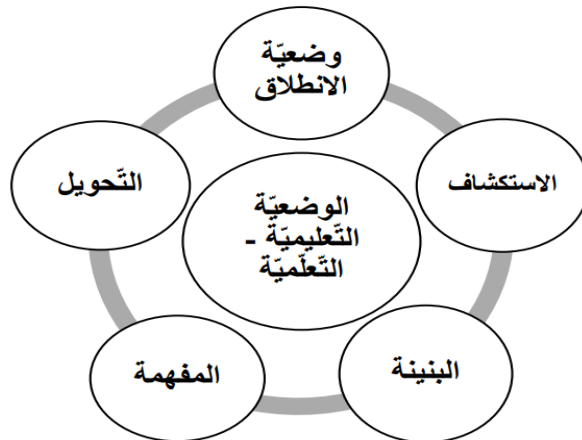 وضعيّة
الانطلاق
الاستكشاف
التّحويل
الوضعيّة
التّعليميّة -
التّعلّميّة
البنينة
المفهمة